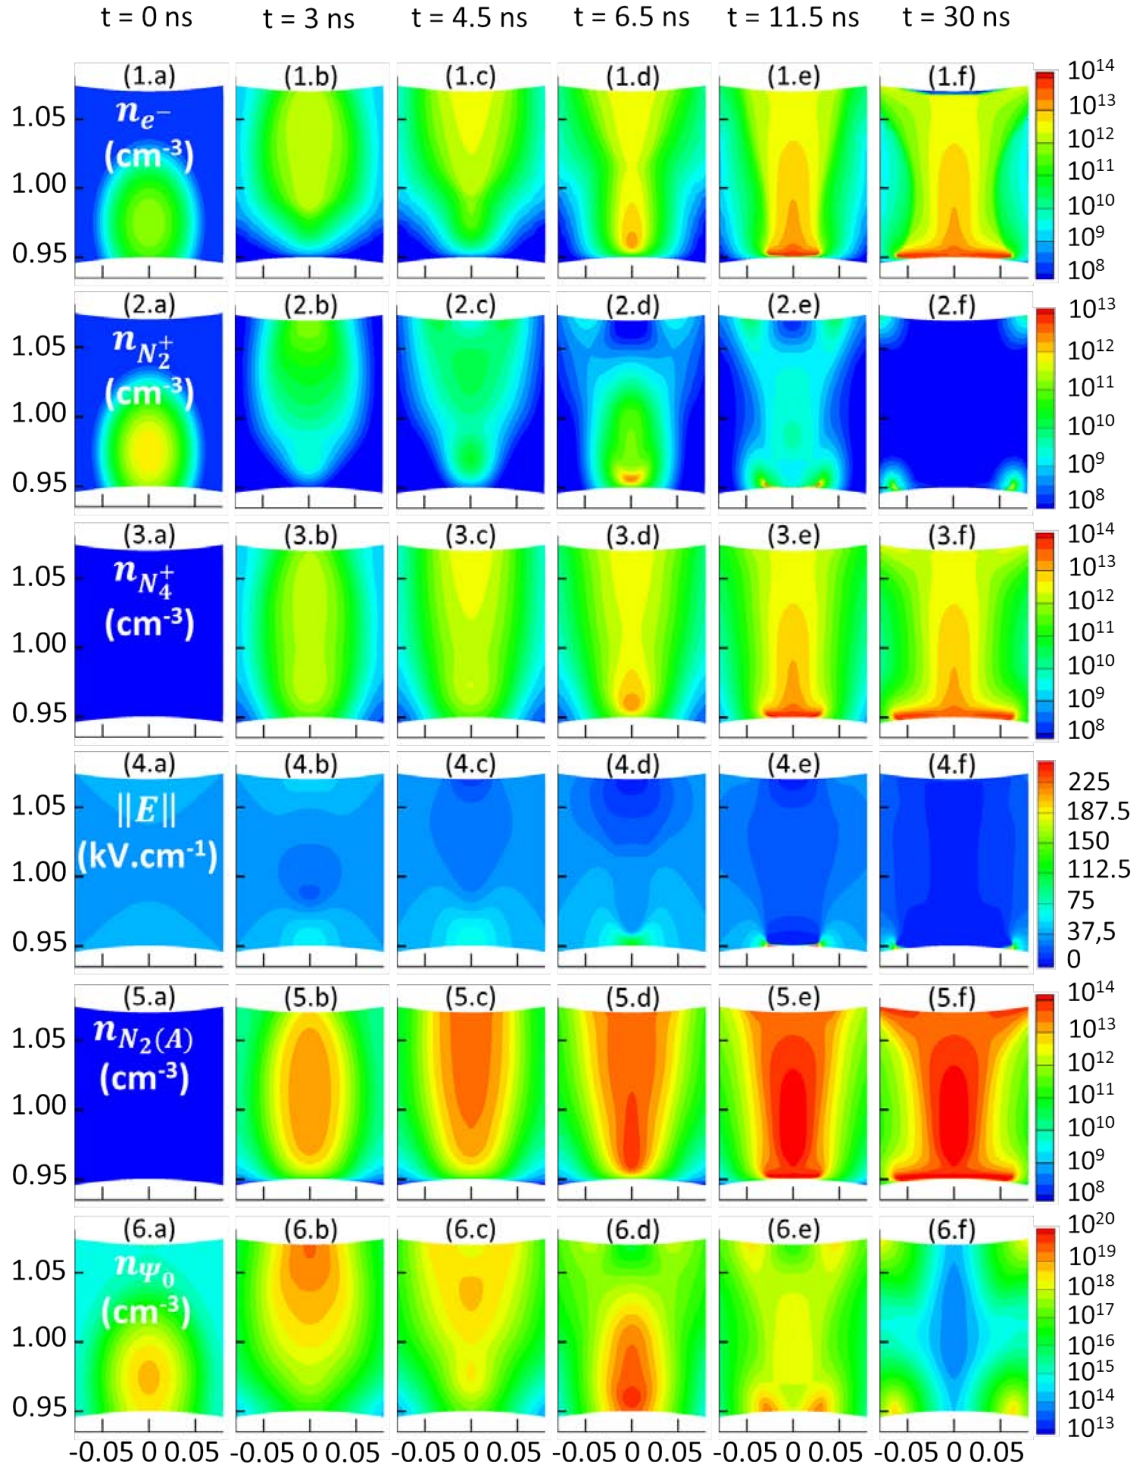 t = 0 ns t = 3 ns t = 4.5 ns t = 6.5 ns t = 11.5 ns t = 30 ns
(1.a) (1.b) (1.c) (1.d) (1.e) (1.f) 10¹⁴
1.05 nₑ- 10¹³
(cm⁻³) 10¹²
1.00 10¹¹
10¹⁰
10⁹
0.95 10⁸
(2.a) (2.b) (2.c) (2.d) (2.e) (2.f) 10¹³
1.05 n_N₂⁺ 10¹²
(cm⁻³) 10¹¹
1.00 10¹⁰
10⁹
0.95 10⁸
(3.a) (3.b) (3.c) (3.d) (3.e) (3.f) 10¹⁴
1.05 n_N₄⁺ 10¹³
(cm⁻³) 10¹²
1.00 10¹¹
10¹⁰
10⁹
0.95 10⁸
(4.a) (4.b) (4.c) (4.d) (4.e) (4.f)
1.05 ||E|| 225
187.5
(kV.cm⁻¹) 150
1.00 112.5
75
37,5
0.95 0
(5.a) (5.b) (5.c) (5.d) (5.e) (5.f) 10¹⁴
1.05 n_N₂(A) 10¹³
(cm⁻³) 10¹²
1.00 10¹¹
10¹⁰
10⁹
0.95 10⁸
(6.a) (6.b) (6.c) (6.d) (6.e) (6.f) 10²⁰
1.05 n_Ψ₀ 10¹⁹
(cm⁻³) 10¹⁸
10¹⁷
1.00 10¹⁶
10¹⁵
10¹⁴
0.95 10¹³
-0.05 0 0.05 -0.05 0 0.05 -0.05 0 0.05 -0.05 0 0.05 -0.05 0 0.05 -0.05 0 0.05